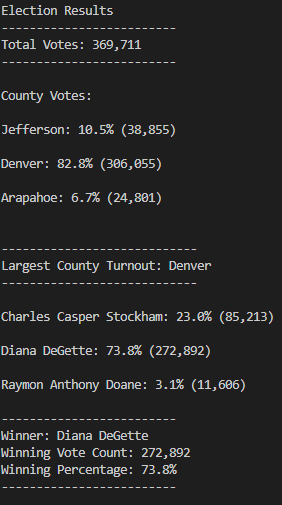 Election Results
-------------------------
Total Votes: 369,711
-------------------------
County Votes:
Jefferson: 10.5% (38,855)
Denver: 82.8% (306,055)
Arapahoe: 6.7% (24,801)
----------------------------
Largest County Turnout: Denver
----------------------------
Charles Casper Stockham: 23.0% (85,213)
Diana DeGette: 73.8% (272,892)
Raymon Anthony Doane: 3.1% (11,606)
-------------------------
Winner: Diana DeGette
Winning Vote Count: 272,892
Winning Percentage: 73.8%
-------------------------